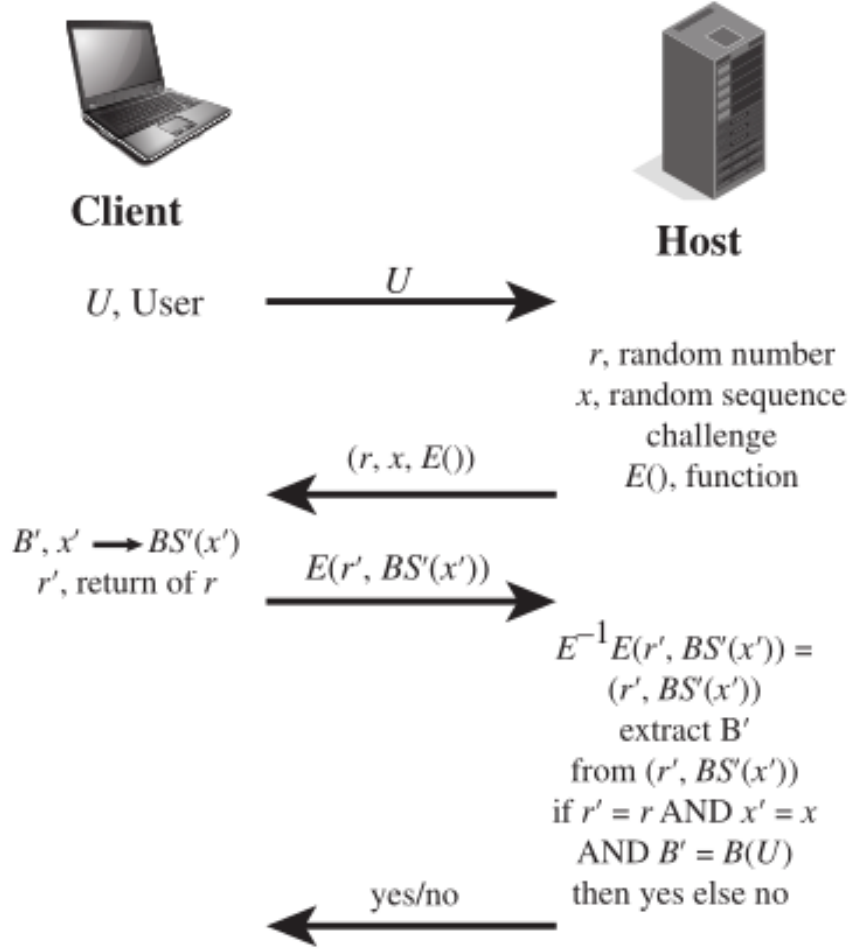 Client
Host
U, User
U
r, random number
x, random sequence
challenge
E(), function
(r, x, E())
B′, x′ → BS′(x′)
r′, return of r
E(r′, BS′(x′))
E⁻¹E(r′, BS′(x′)) =
(r′, BS′(x′))
extract B′
from (r′, BS′(x′))
if r′ = r AND x′ = x
AND B′ = B(U)
then yes else no
yes/no